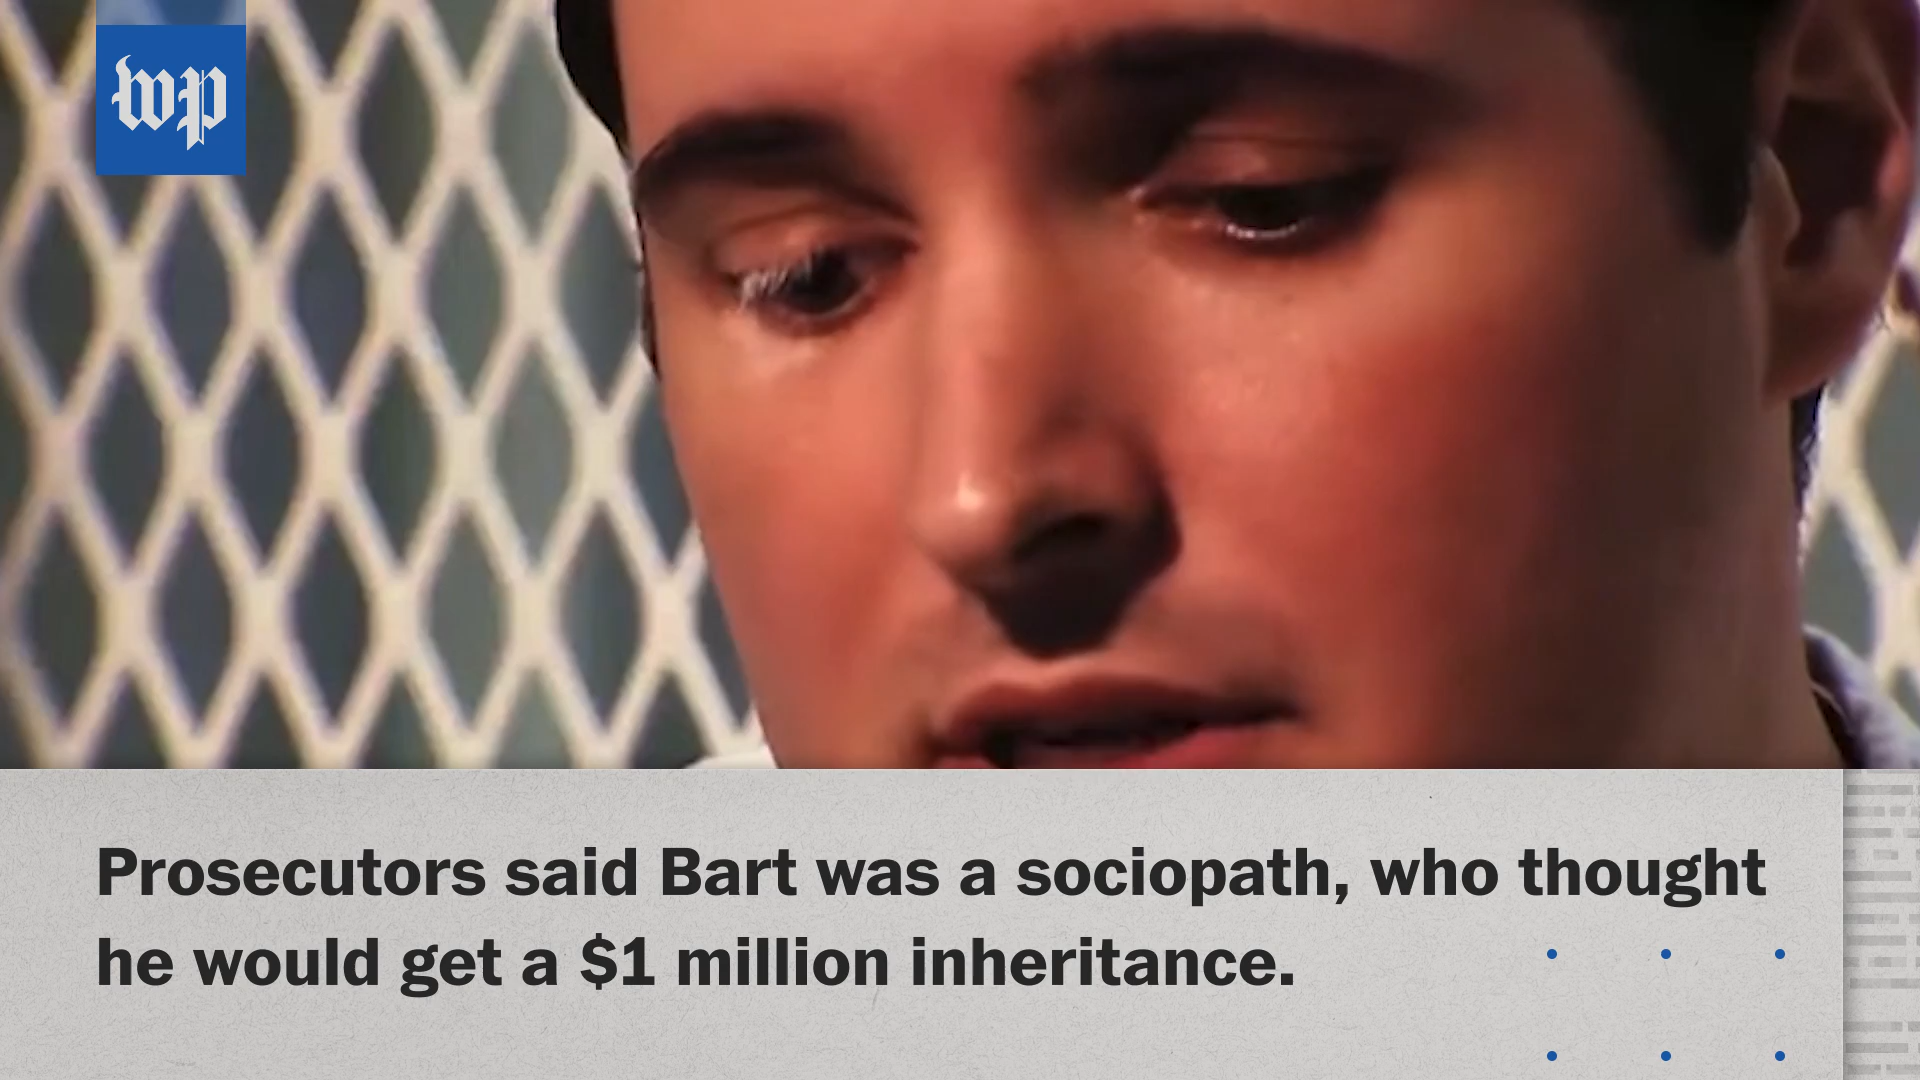 wp
Prosecutors said Bart was a sociopath, who thought
he would get a $1 million inheritance.